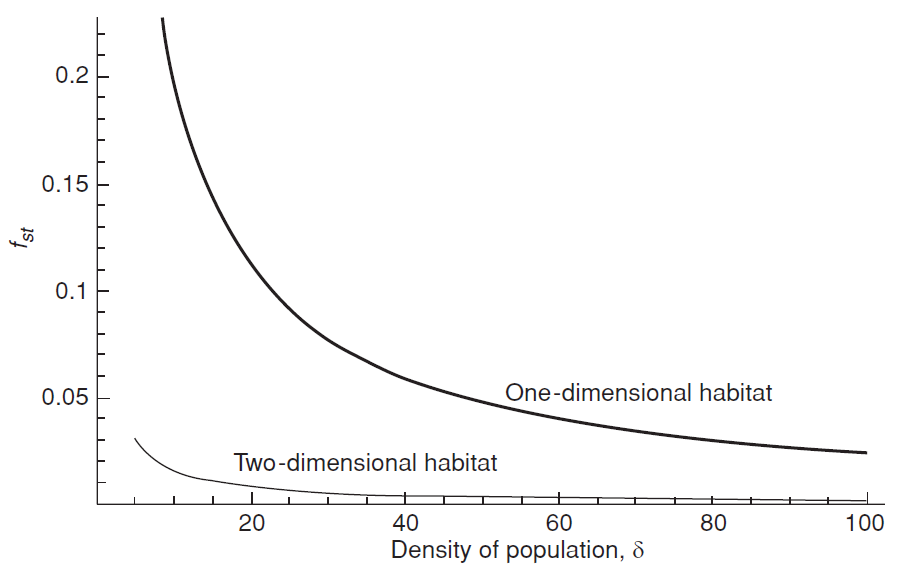 0.2
0.15
f st
0.1
0.05
One-dimensional habitat
Two-dimensional habitat
20 40 60 80 100
Density of population, δ